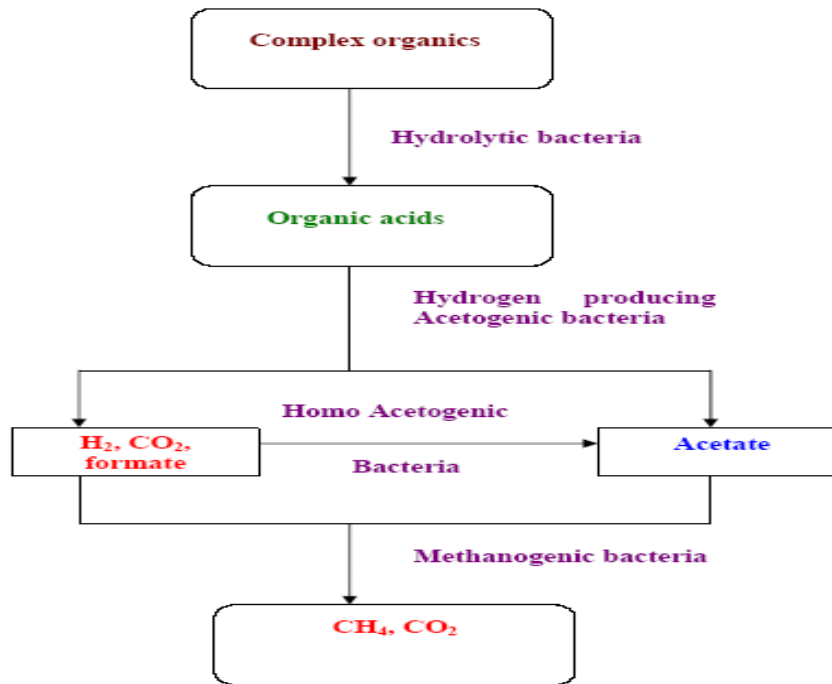 Complex organics
Hydrolytic bacteria
Organic acids
Hydrogen producing
Acetogenic bacteria
Homo Acetogenic
H₂, CO₂,
formate
Acetate
Bacteria
Methanogenic bacteria
CH₄, CO₂